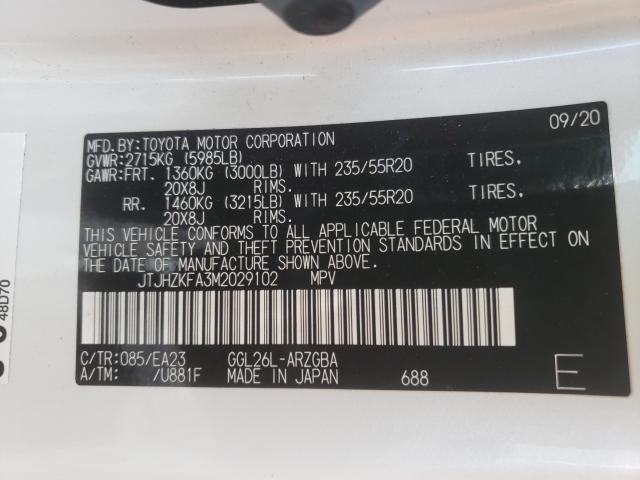 09/20
MFD.BY:TOYOTA MOTOR CORPORATION
GVWR:2715KG (5985LB)
GAWR:FRT. 1360KG (3000LB) WITH 235/55R20 TIRES.
20X8J RIMS.
RR. 1460KG (3215LB) WITH 235/55R20 TIRES.
20X8J RIMS.
THIS VEHICLE CONFORMS TO ALL APPLICABLE FEDERAL MOTOR
VEHICLE SAFETY AND THEFT PREVENTION STANDARDS IN EFFECT ON
THE DATE OF MANUFACTURE SHOWN ABOVE.
JTJHZKFA3M2029102 MPV
C/TR:085/EA23 GGL26L-ARZGBA
A/TM: /U881F MADE IN JAPAN 688
E
48D70